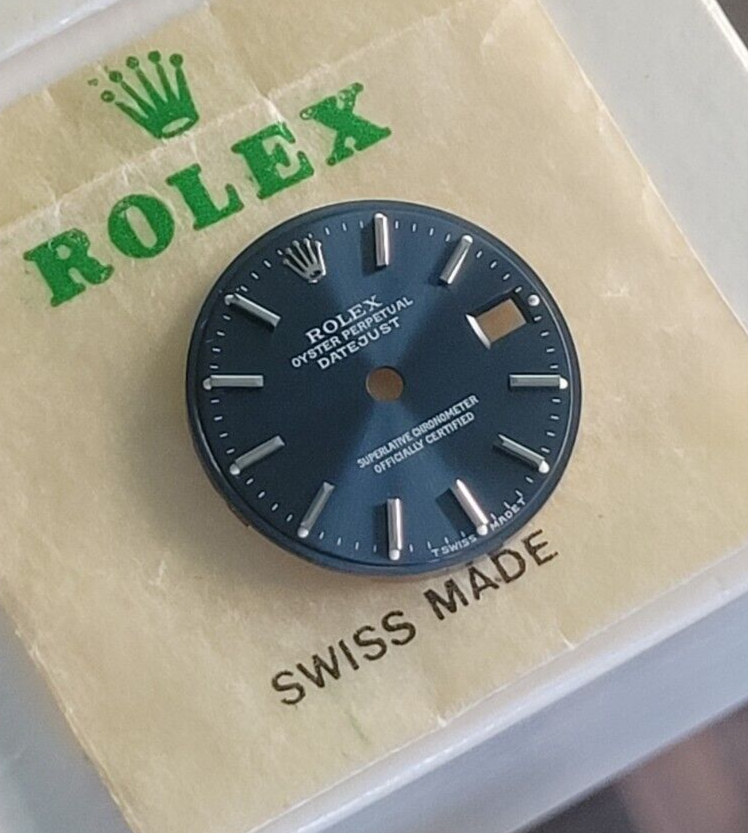 ROLEX
ROLEX
OYSTER PERPETUAL
DATEJUST
SUPERLATIVE CHRONOMETER
OFFICIALLY CERTIFIED
T SWISS MADE T
SWISS MADE